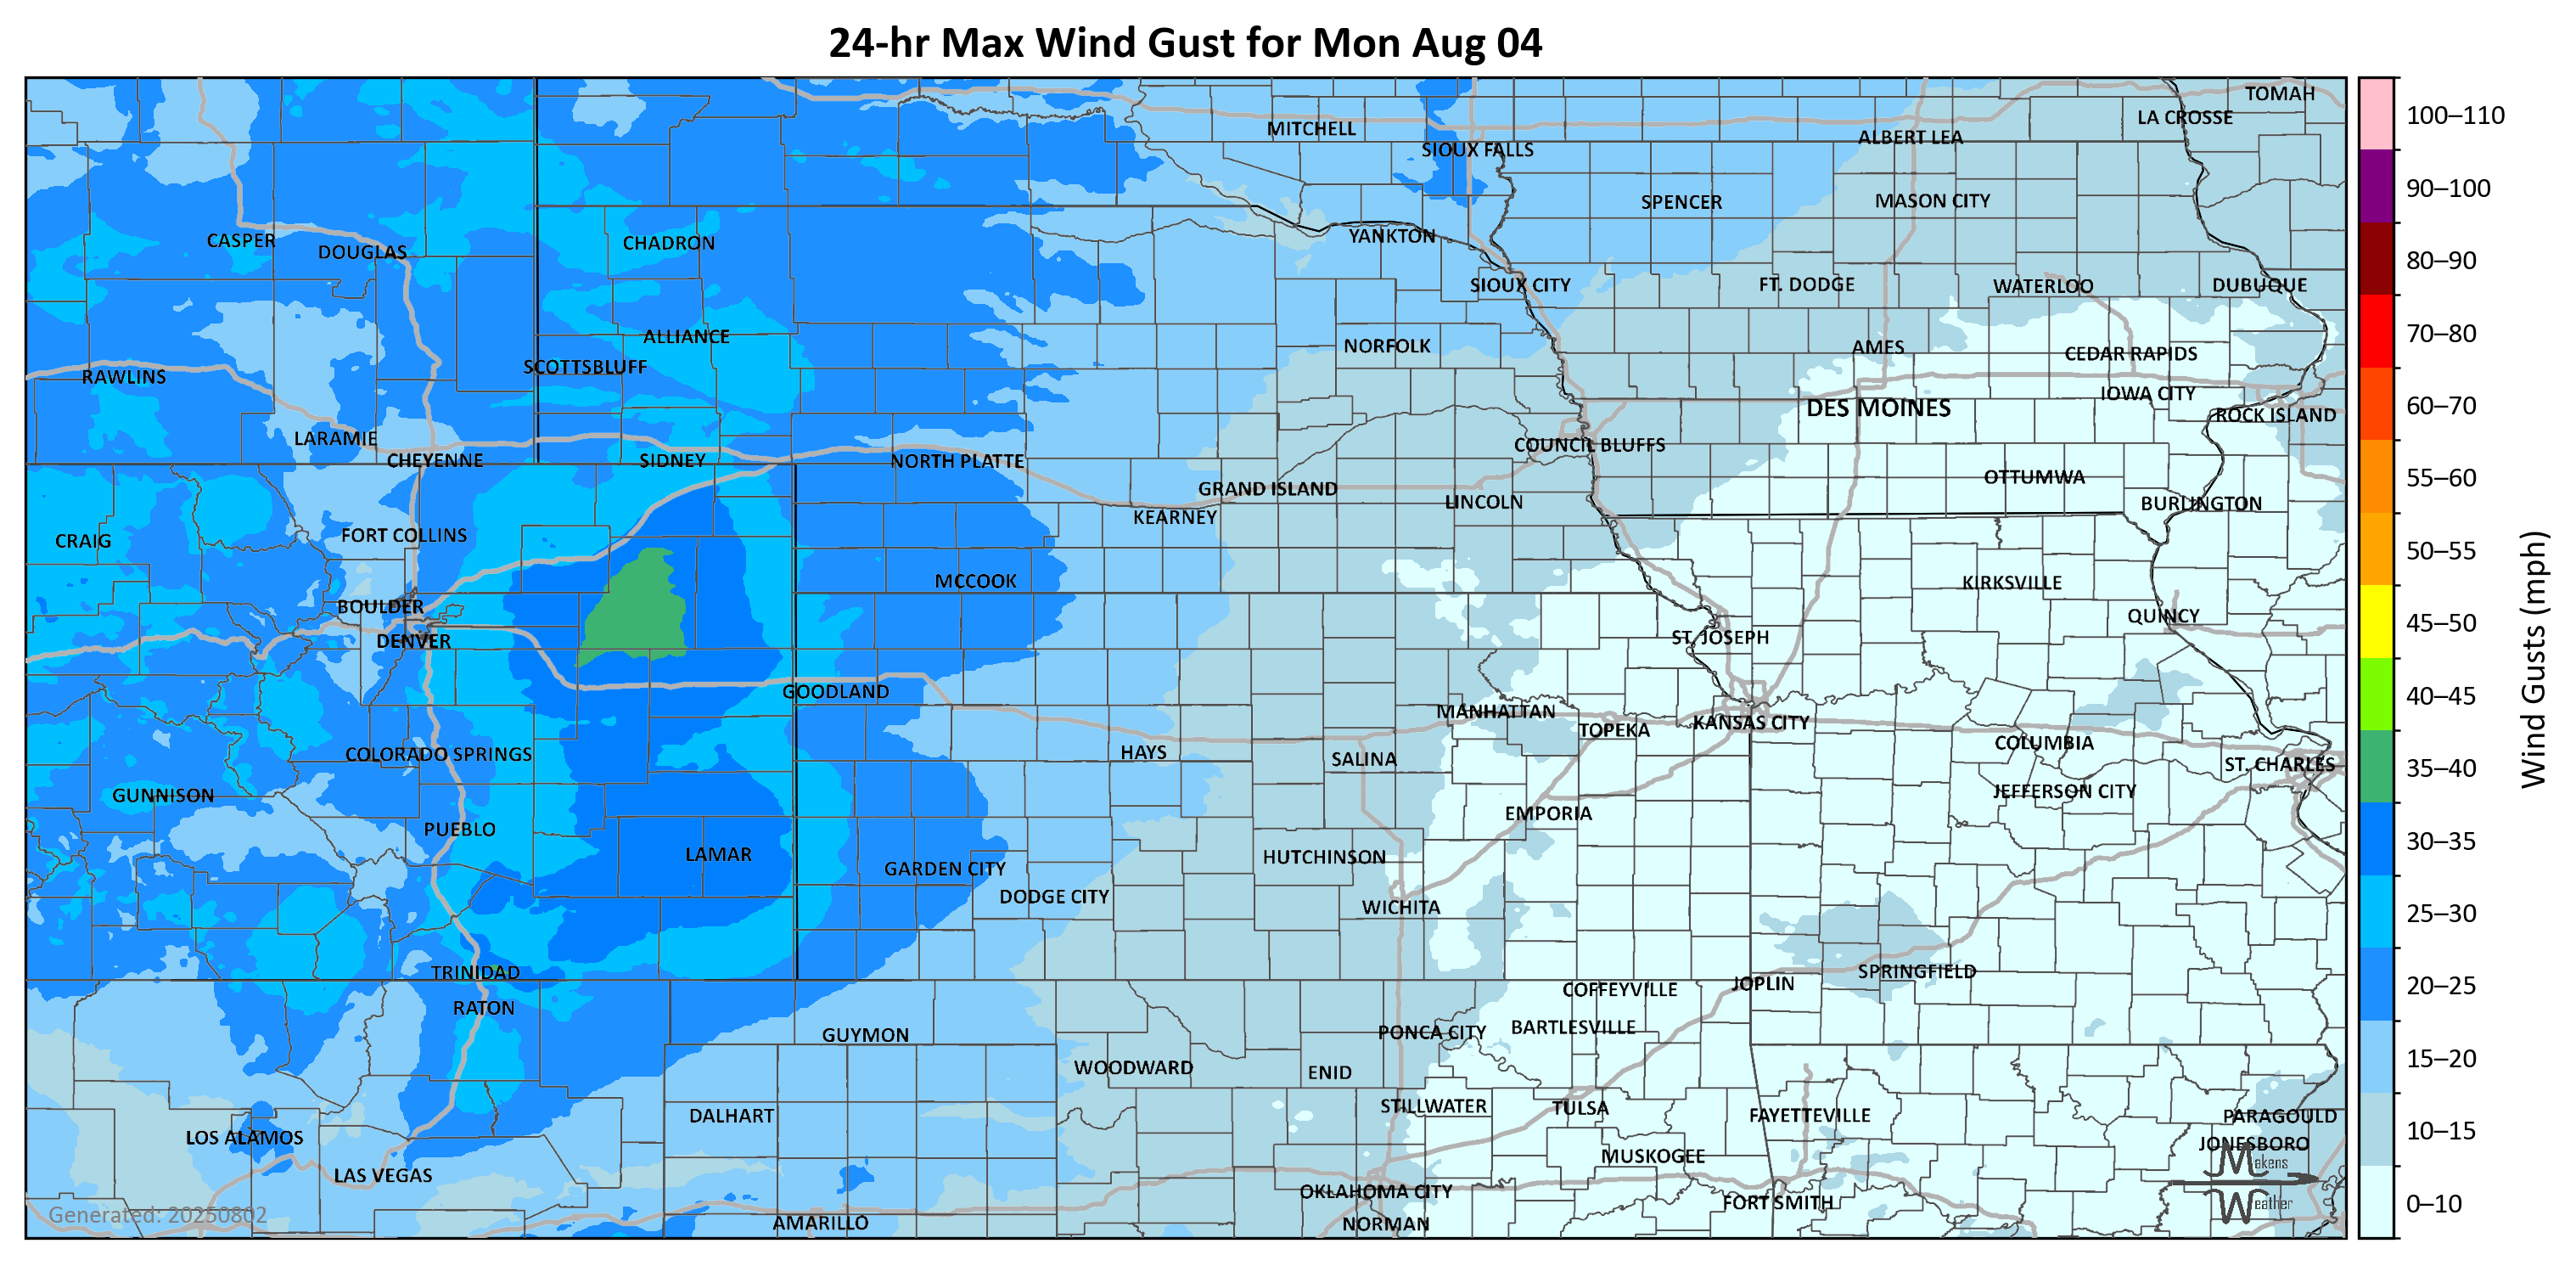 24-hr Max Wind Gust for Mon Aug 04
TOMAH
LA CROSSE
MITCHELL
ALBERT LEA
SIOUX FALLS
SPENCER
MASON CITY
CASPER
DOUGLAS
CHADRON
YANKTON
SIOUX CITY
FT. DODGE
WATERLOO
DUBUQUE
ALLIANCE
NORFOLK
AMES
CEDAR RAPIDS
SCOTTSBLUFF
RAWLINS
IOWA CITY
DES MOINES
ROCK ISLAND
LARAMIE
COUNCIL BLUFFS
CHEYENNE
SIDNEY
NORTH PLATTE
OTTUMWA
GRAND ISLAND
LINCOLN
BURLINGTON
KEARNEY
FORT COLLINS
CRAIG
MCCOOK
KIRKSVILLE
BOULDER
QUINCY
DENVER
ST. JOSEPH
GOODLAND
MANHATTAN
TOPEKA
KANSAS CITY
COLUMBIA
COLORADO SPRINGS
HAYS
SALINA
ST. CHARLES
GUNNISON
JEFFERSON CITY
EMPORIA
PUEBLO
LAMAR
HUTCHINSON
GARDEN CITY
DODGE CITY
WICHITA
TRINIDAD
SPRINGFIELD
JOPLIN
COFFEYVILLE
RATON
GUYMON
PONCA CITY
BARTLESVILLE
WOODWARD
ENID
STILLWATER
TULSA
DALHART
FAYETTEVILLE
PARAGOULD
LOS ALAMOS
JONESBORO
MUSKOGEE
LAS VEGAS
OKLAHOMA CITY
FORT SMITH
AMARILLO
NORMAN
Generated: 20250802
Makens
Weather
100–110
90–100
80–90
70–80
60–70
55–60
50–55
45–50
40–45
35–40
30–35
25–30
20–25
15–20
10–15
0–10
Wind Gusts (mph)